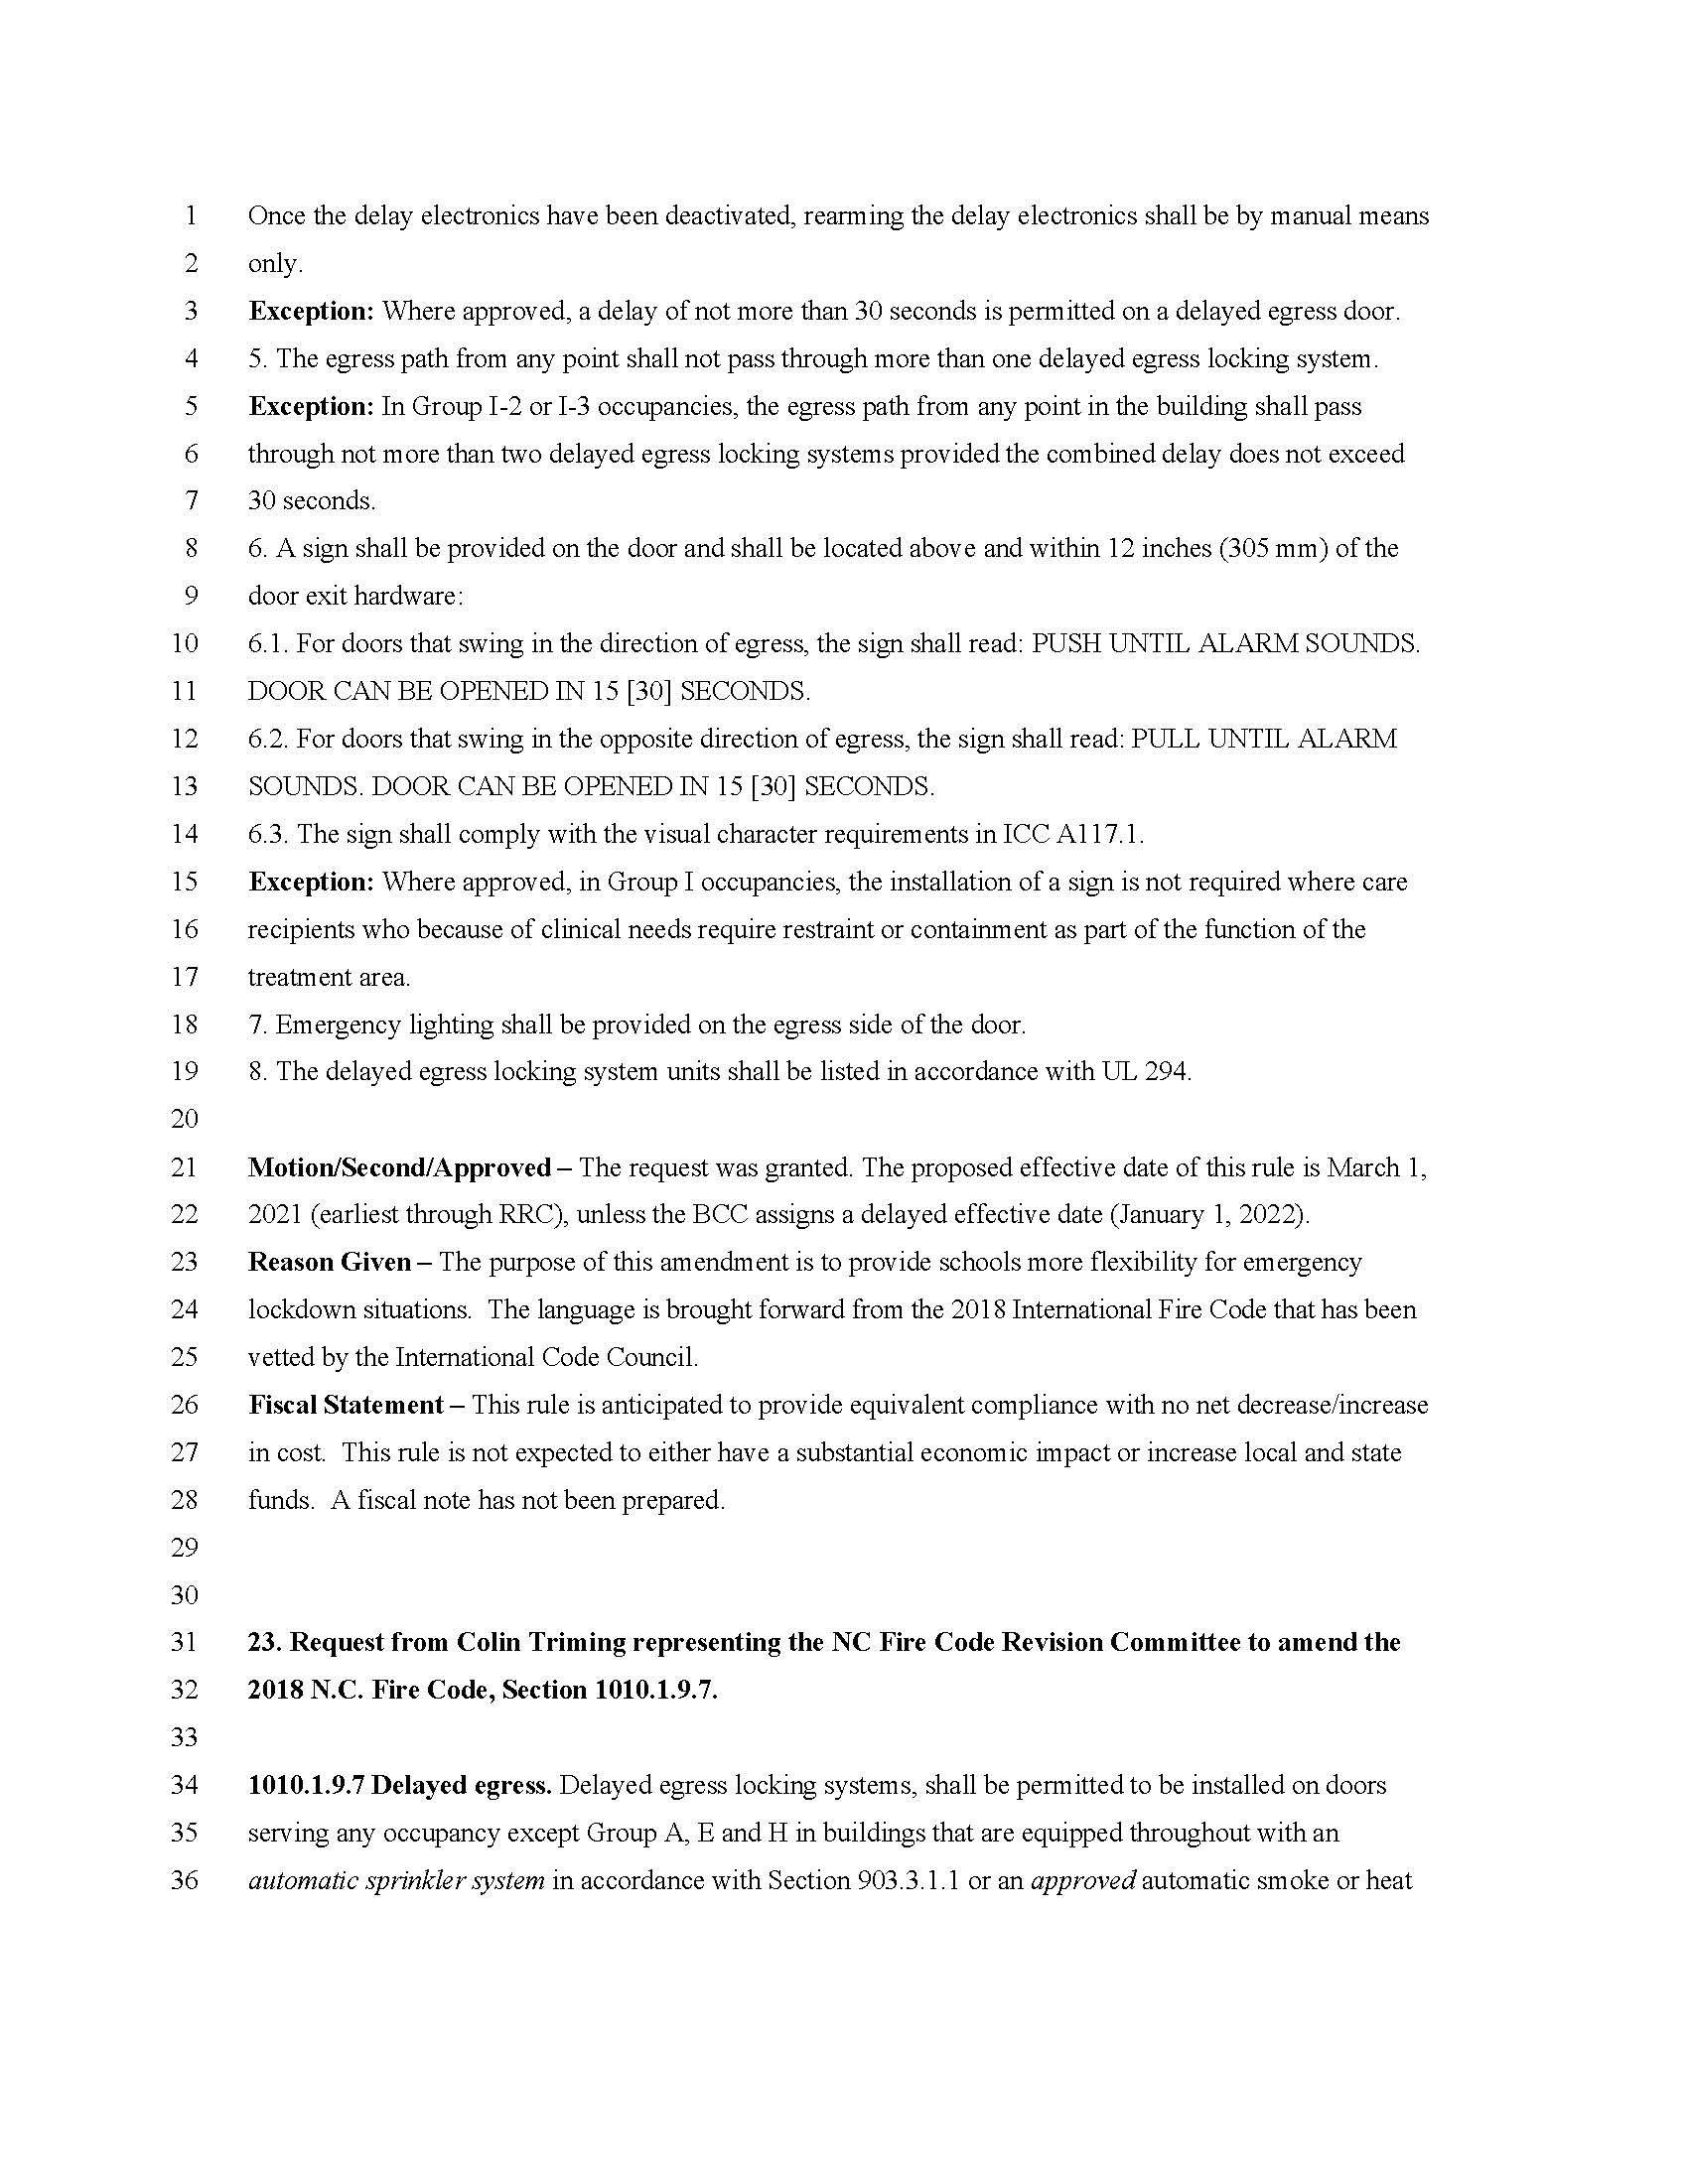 1 Once the delay electronics have been deactivated, rearming the delay electronics shall be by manual means
2 only.
3 Exception: Where approved, a delay of not more than 30 seconds is permitted on a delayed egress door.
4 5. The egress path from any point shall not pass through more than one delayed egress locking system.
5 Exception: In Group I-2 or I-3 occupancies, the egress path from any point in the building shall pass
6 through not more than two delayed egress locking systems provided the combined delay does not exceed
7 30 seconds.
8 6. A sign shall be provided on the door and shall be located above and within 12 inches (305 mm) of the
9 door exit hardware:
10 6.1. For doors that swing in the direction of egress, the sign shall read: PUSH UNTIL ALARM SOUNDS.
11 DOOR CAN BE OPENED IN 15 [30] SECONDS.
12 6.2. For doors that swing in the opposite direction of egress, the sign shall read: PULL UNTIL ALARM
13 SOUNDS. DOOR CAN BE OPENED IN 15 [30] SECONDS.
14 6.3. The sign shall comply with the visual character requirements in ICC A117.1.
15 Exception: Where approved, in Group I occupancies, the installation of a sign is not required where care
16 recipients who because of clinical needs require restraint or containment as part of the function of the
17 treatment area.
18 7. Emergency lighting shall be provided on the egress side of the door.
19 8. The delayed egress locking system units shall be listed in accordance with UL 294.
20
21 Motion/Second/Approved – The request was granted. The proposed effective date of this rule is March 1,
22 2021 (earliest through RRC), unless the BCC assigns a delayed effective date (January 1, 2022).
23 Reason Given – The purpose of this amendment is to provide schools more flexibility for emergency
24 lockdown situations.  The language is brought forward from the 2018 International Fire Code that has been
25 vetted by the International Code Council.
26 Fiscal Statement – This rule is anticipated to provide equivalent compliance with no net decrease/increase
27 in cost.  This rule is not expected to either have a substantial economic impact or increase local and state
28 funds.  A fiscal note has not been prepared.
29
30
31 23. Request from Colin Triming representing the NC Fire Code Revision Committee to amend the
32 2018 N.C. Fire Code, Section 1010.1.9.7.
33
34 1010.1.9.7 Delayed egress. Delayed egress locking systems, shall be permitted to be installed on doors
35 serving any occupancy except Group A, E and H in buildings that are equipped throughout with an
36 automatic sprinkler system in accordance with Section 903.3.1.1 or an approved automatic smoke or heat